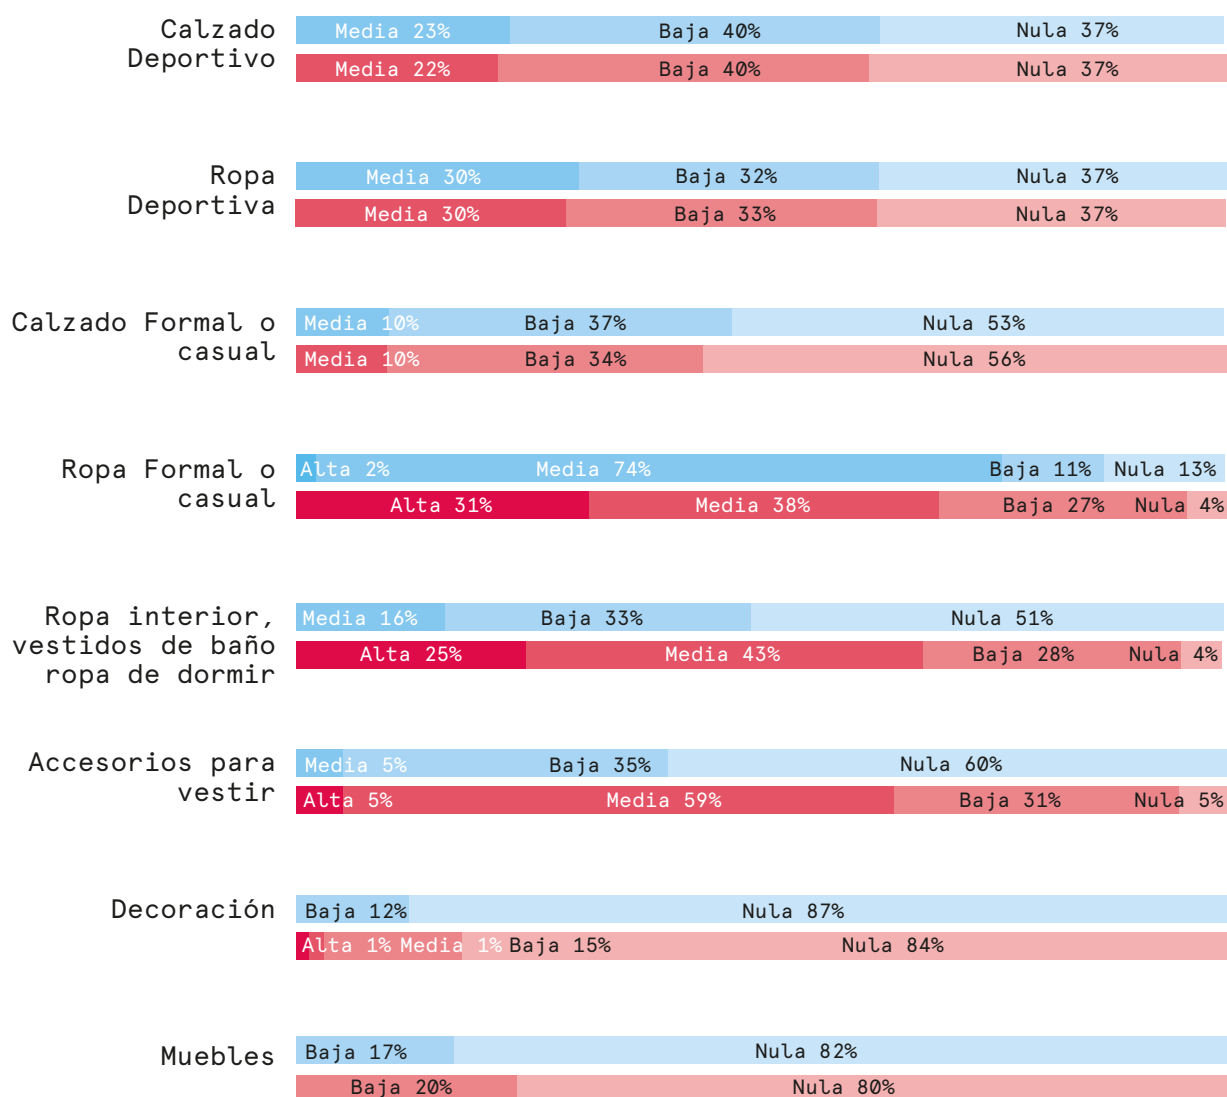 Calzado
Deportivo
Media 23% Baja 40% Nula 37%
Media 22% Baja 40% Nula 37%
Ropa
Deportiva
Media 30% Baja 32% Nula 37%
Media 30% Baja 33% Nula 37%
Calzado Formal o
casual
Media 10% Baja 37% Nula 53%
Media 10% Baja 34% Nula 56%
Ropa Formal o
casual
Alta 2% Media 74% Baja 11% Nula 13%
Alta 31% Media 38% Baja 27% Nula 4%
Ropa interior,
vestidos de baño
ropa de dormir
Media 16% Baja 33% Nula 51%
Alta 25% Media 43% Baja 28% Nula 4%
Accesorios para
vestir
Media 5% Baja 35% Nula 60%
Alta 5% Media 59% Baja 31% Nula 5%
Decoración
Baja 12% Nula 87%
Alta 1% Media 1% Baja 15% Nula 84%
Muebles
Baja 17% Nula 82%
Baja 20% Nula 80%